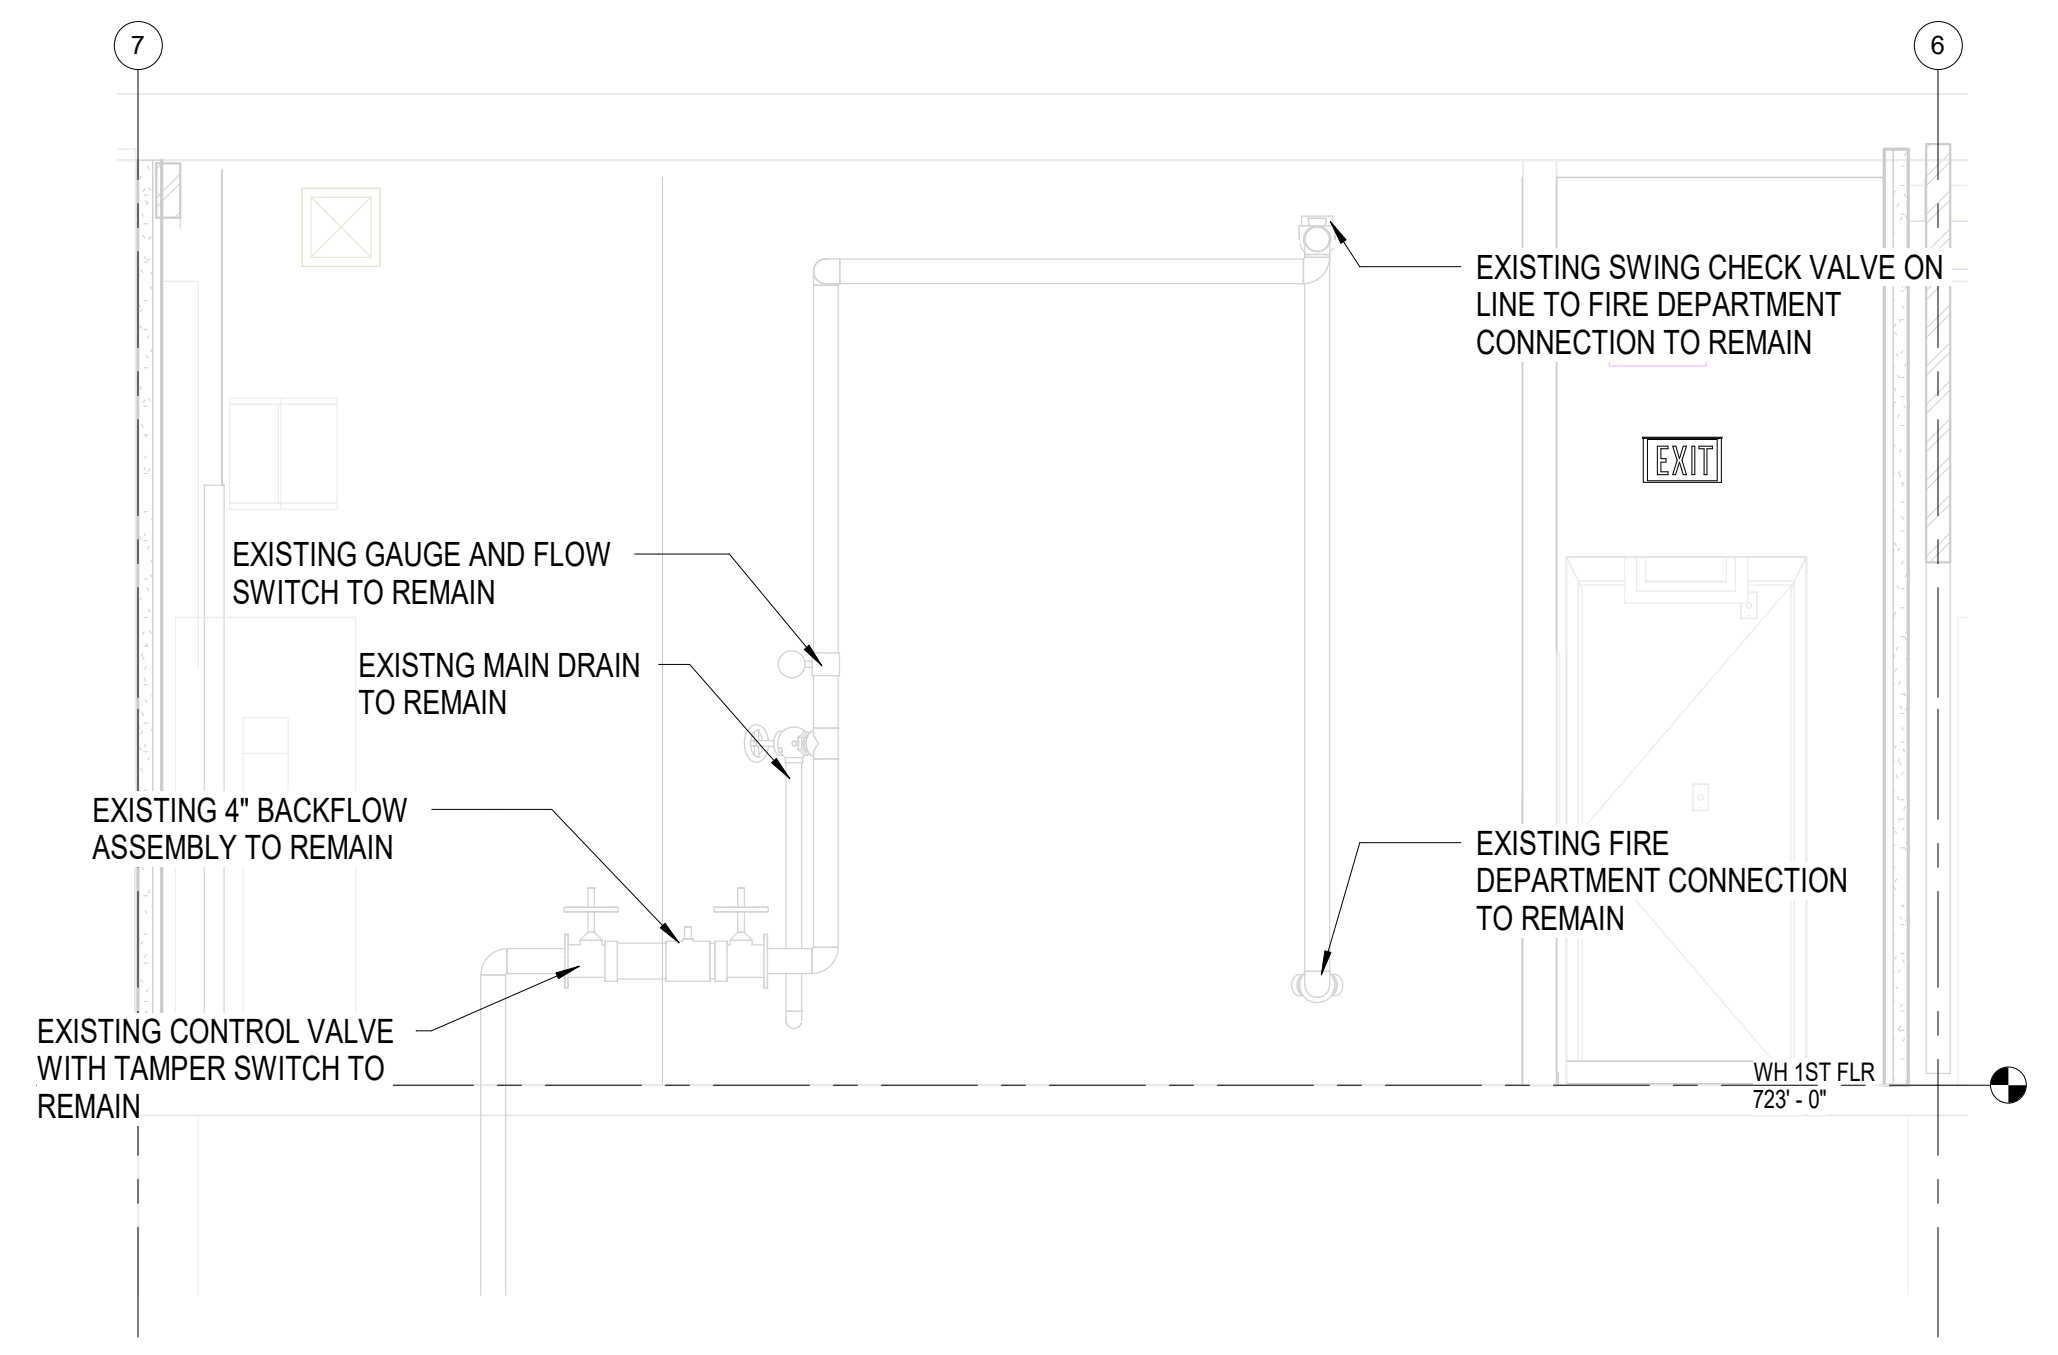 7
6
EXISTING SWING CHECK VALVE ON
LINE TO FIRE DEPARTMENT
CONNECTION TO REMAIN
EXIT
EXISTING GAUGE AND FLOW
SWITCH TO REMAIN
EXISTNG MAIN DRAIN
TO REMAIN
EXISTING 4" BACKFLOW
ASSEMBLY TO REMAIN
EXISTING FIRE
DEPARTMENT CONNECTION
TO REMAIN
EXISTING CONTROL VALVE
WITH TAMPER SWITCH TO
REMAIN
WH 1ST FLR
723' - 0"